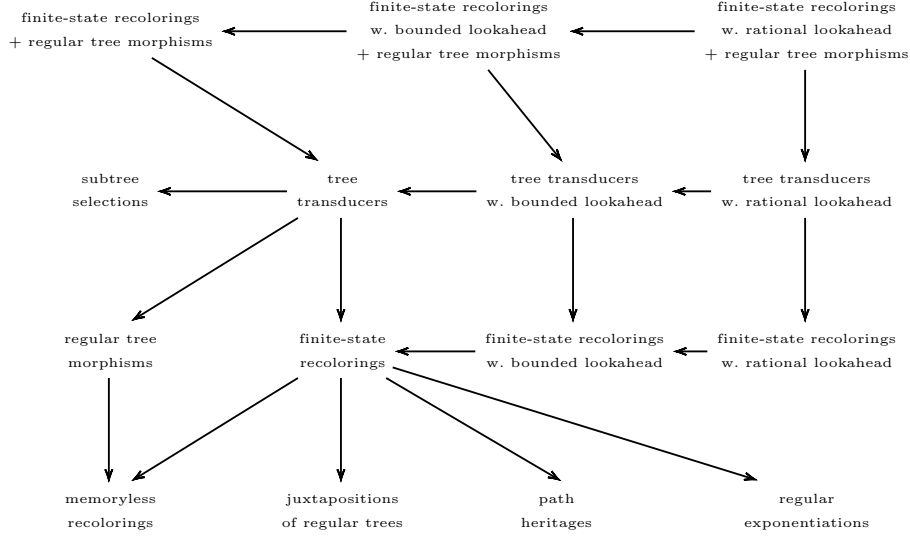 finite-state recolorings
+ regular tree morphisms
finite-state recolorings
w. bounded lookahead
+ regular tree morphisms
finite-state recolorings
w. rational lookahead
+ regular tree morphisms
subtree
selections
tree
transducers
tree transducers
w. bounded lookahead
tree transducers
w. rational lookahead
regular tree
morphisms
finite-state
recolorings
finite-state recolorings
w. bounded lookahead
finite-state recolorings
w. rational lookahead
memoryless
recolorings
juxtapositions
of regular trees
path
heritages
regular
exponentiations